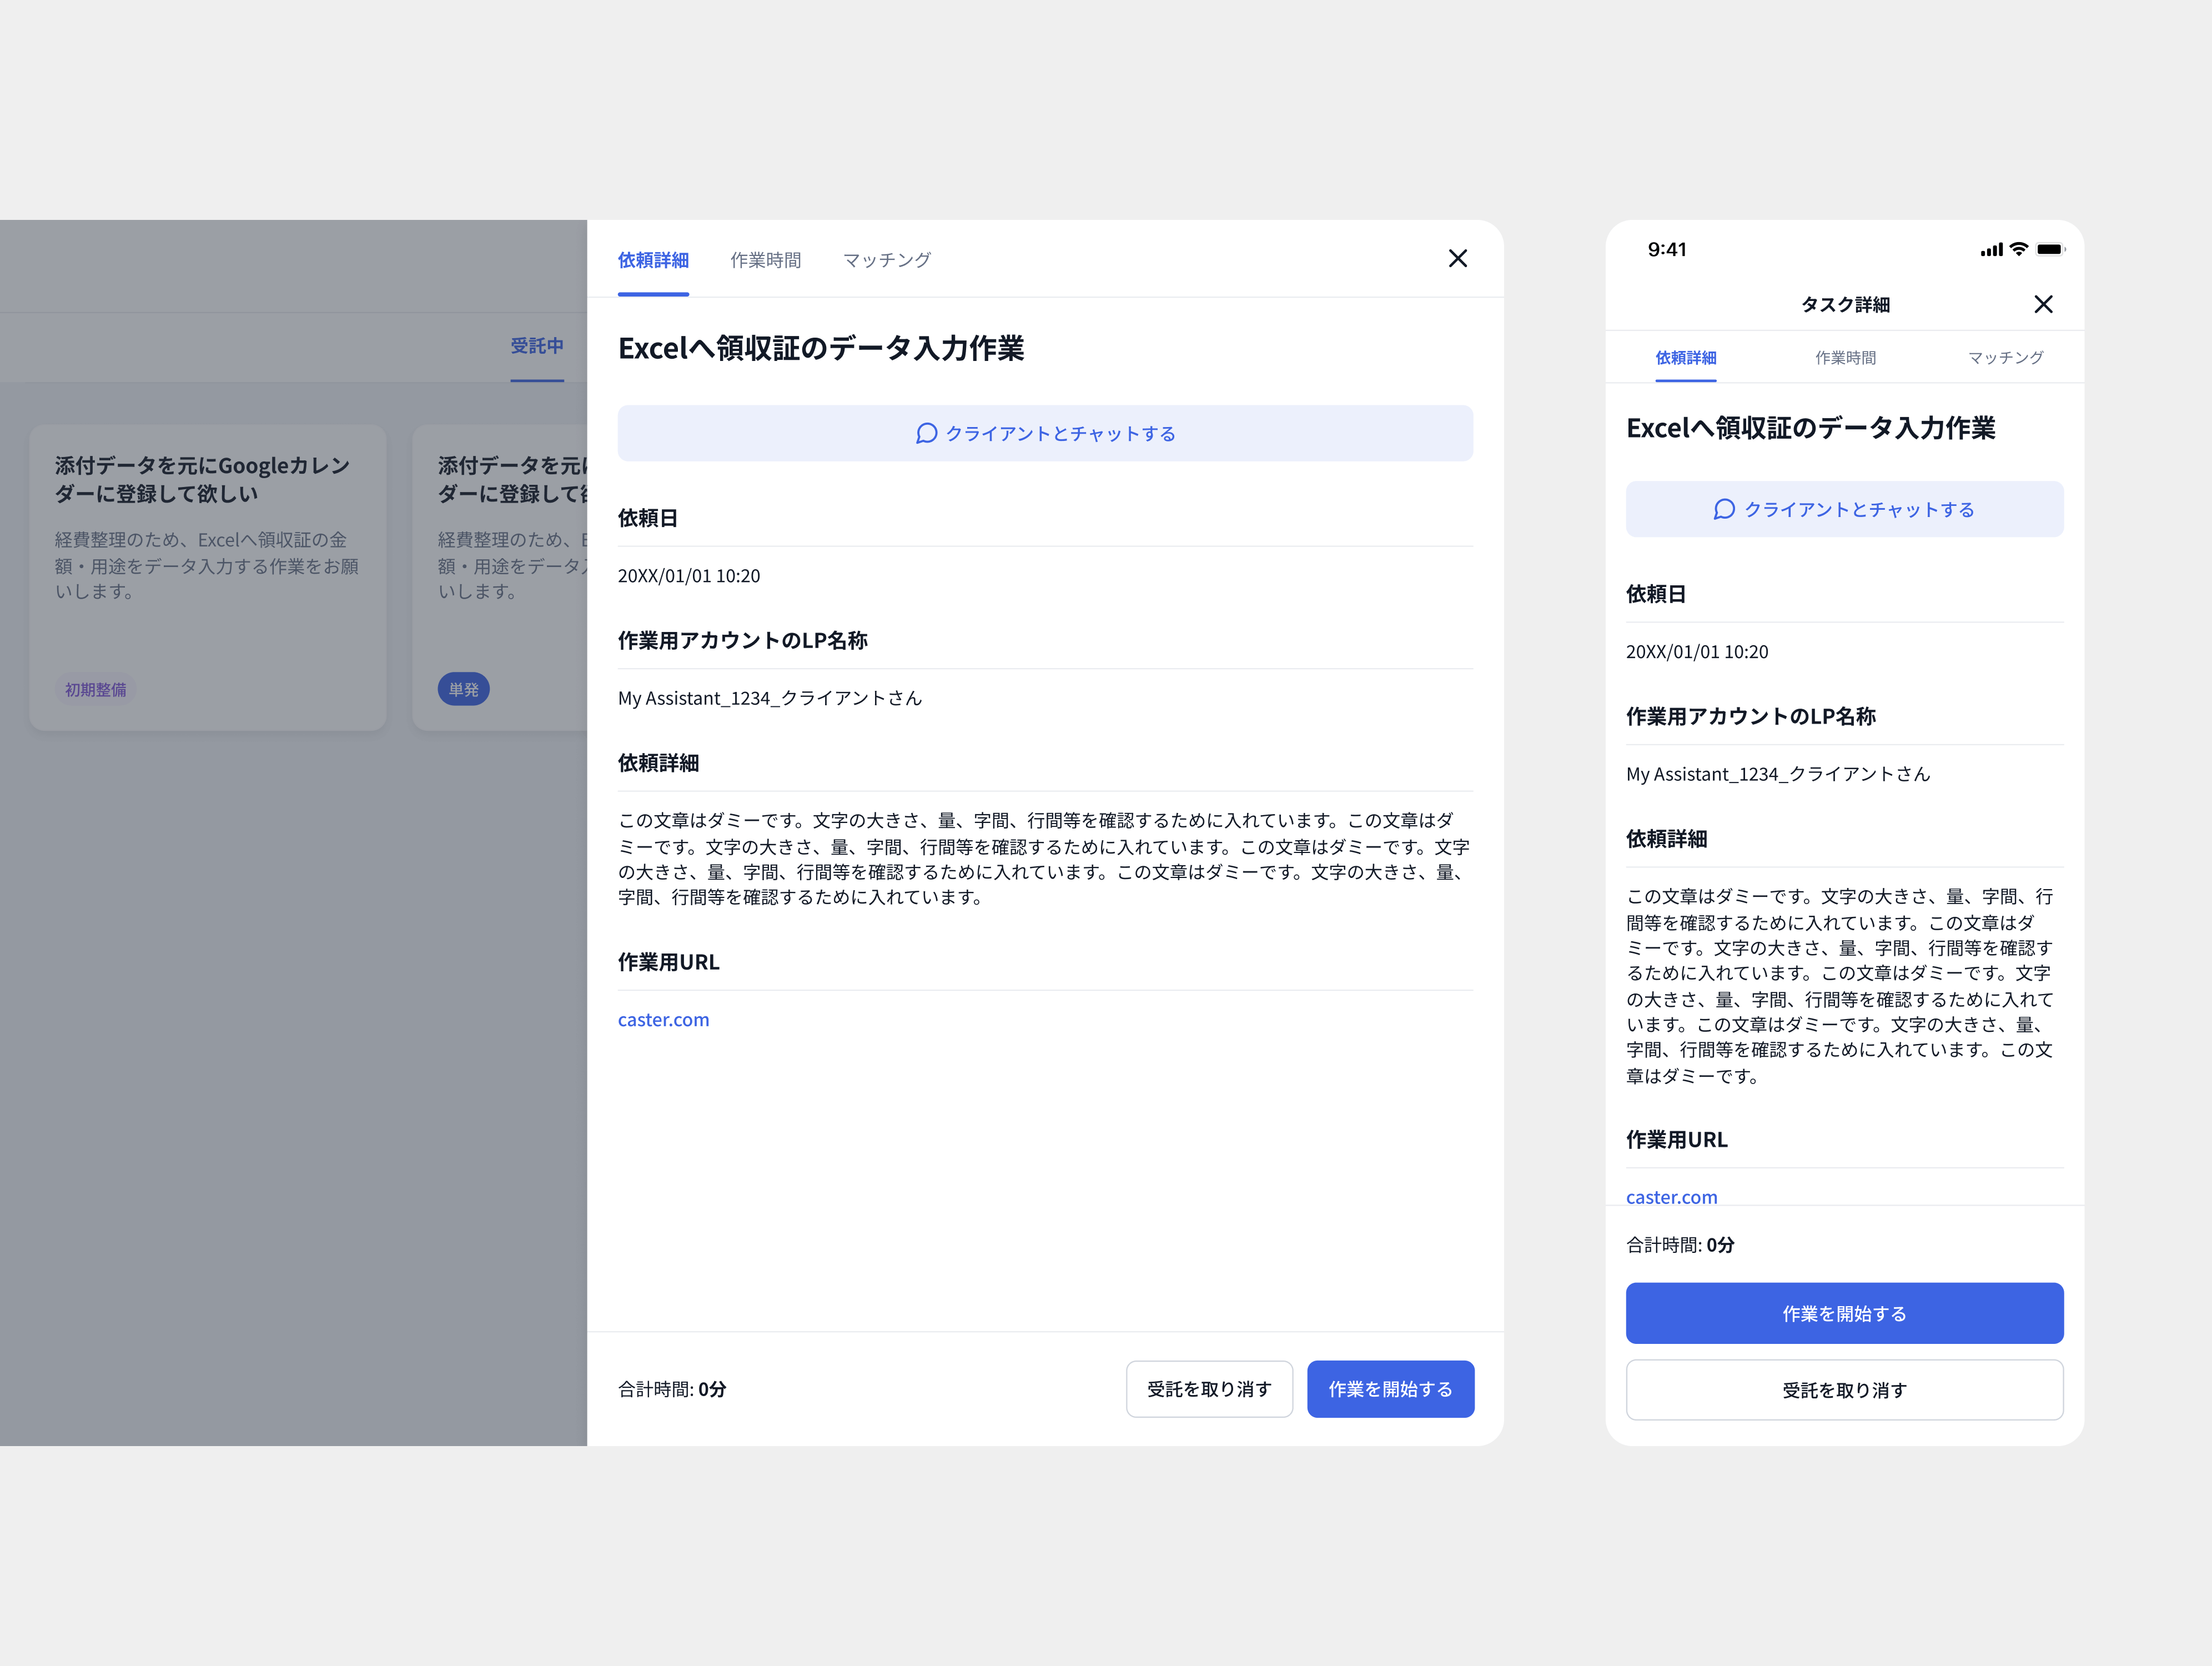 受託中
添付データを元にGoogleカレン
ダーに登録して欲しい
経費整理のため、Excelへ領収証の金
額・用途をデータ入力する作業をお願
いします。
初期整備
添付データを元に
ダーに登録して
経費整理のため、
額・用途をデータ
いします。
単発
依頼詳細
作業時間
マッチング
Excelへ領収証のデータ入力作業
クライアントとチャットする
依頼日
20XX/01/01 10:20
作業用アカウントのLP名称
My Assistant_1234_クライアントさん
依頼詳細
この文章はダミーです。文字の大きさ、量、字間、行間等を確認するために入れています。この文章はダ
ミーです。文字の大きさ、量、字間、行間等を確認するために入れています。この文章はダミーです。文字
の大きさ、量、字間、行間等を確認するために入れています。この文章はダミーです。文字の大きさ、量、
字間、行間等を確認するために入れています。
作業用URL
caster.com
合計時間: 0分
受託を取り消す
作業を開始する
9:41
タスク詳細
依頼詳細
作業時間
マッチング
Excelへ領収証のデータ入力作業
クライアントとチャットする
依頼日
20XX/01/01 10:20
作業用アカウントのLP名称
My Assistant_1234_クライアントさん
依頼詳細
この文章はダミーです。文字の大きさ、量、字間、行
間等を確認するために入れています。この文章はダ
ミーです。文字の大きさ、量、字間、行間等を確認す
るために入れています。この文章はダミーです。文字
の大きさ、量、字間、行間等を確認するために入れて
います。この文章はダミーです。文字の大きさ、量、
字間、行間等を確認するために入れています。この文
章はダミーです。
作業用URL
caster.com
合計時間: 0分
作業を開始する
受託を取り消す